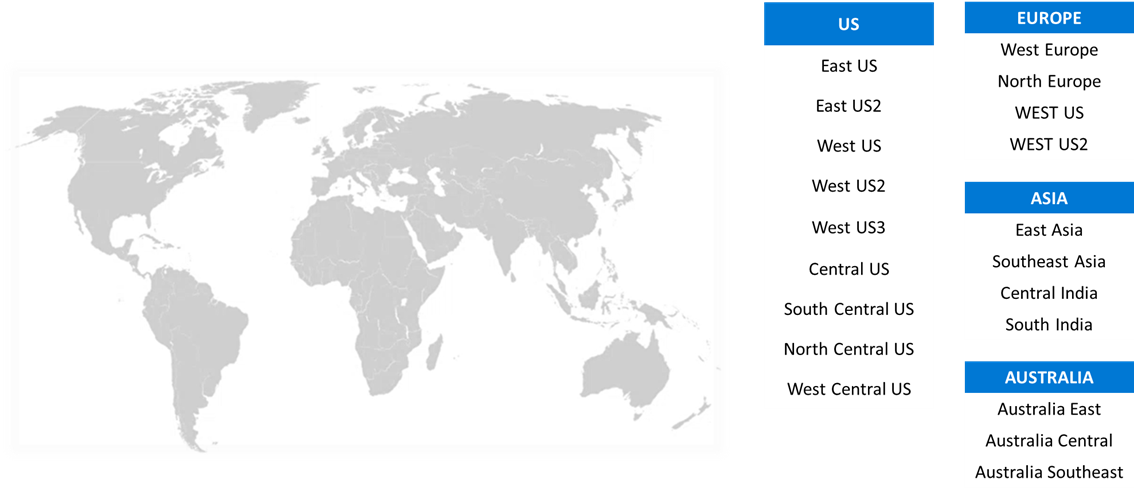 US
East US
East US2
West US
West US2
West US3
Central US
South Central US
North Central US
West Central US
EUROPE
West Europe
North Europe
WEST US
WEST US2
ASIA
East Asia
Southeast Asia
Central India
South India
AUSTRALIA
Australia East
Australia Central
Australia Southeast